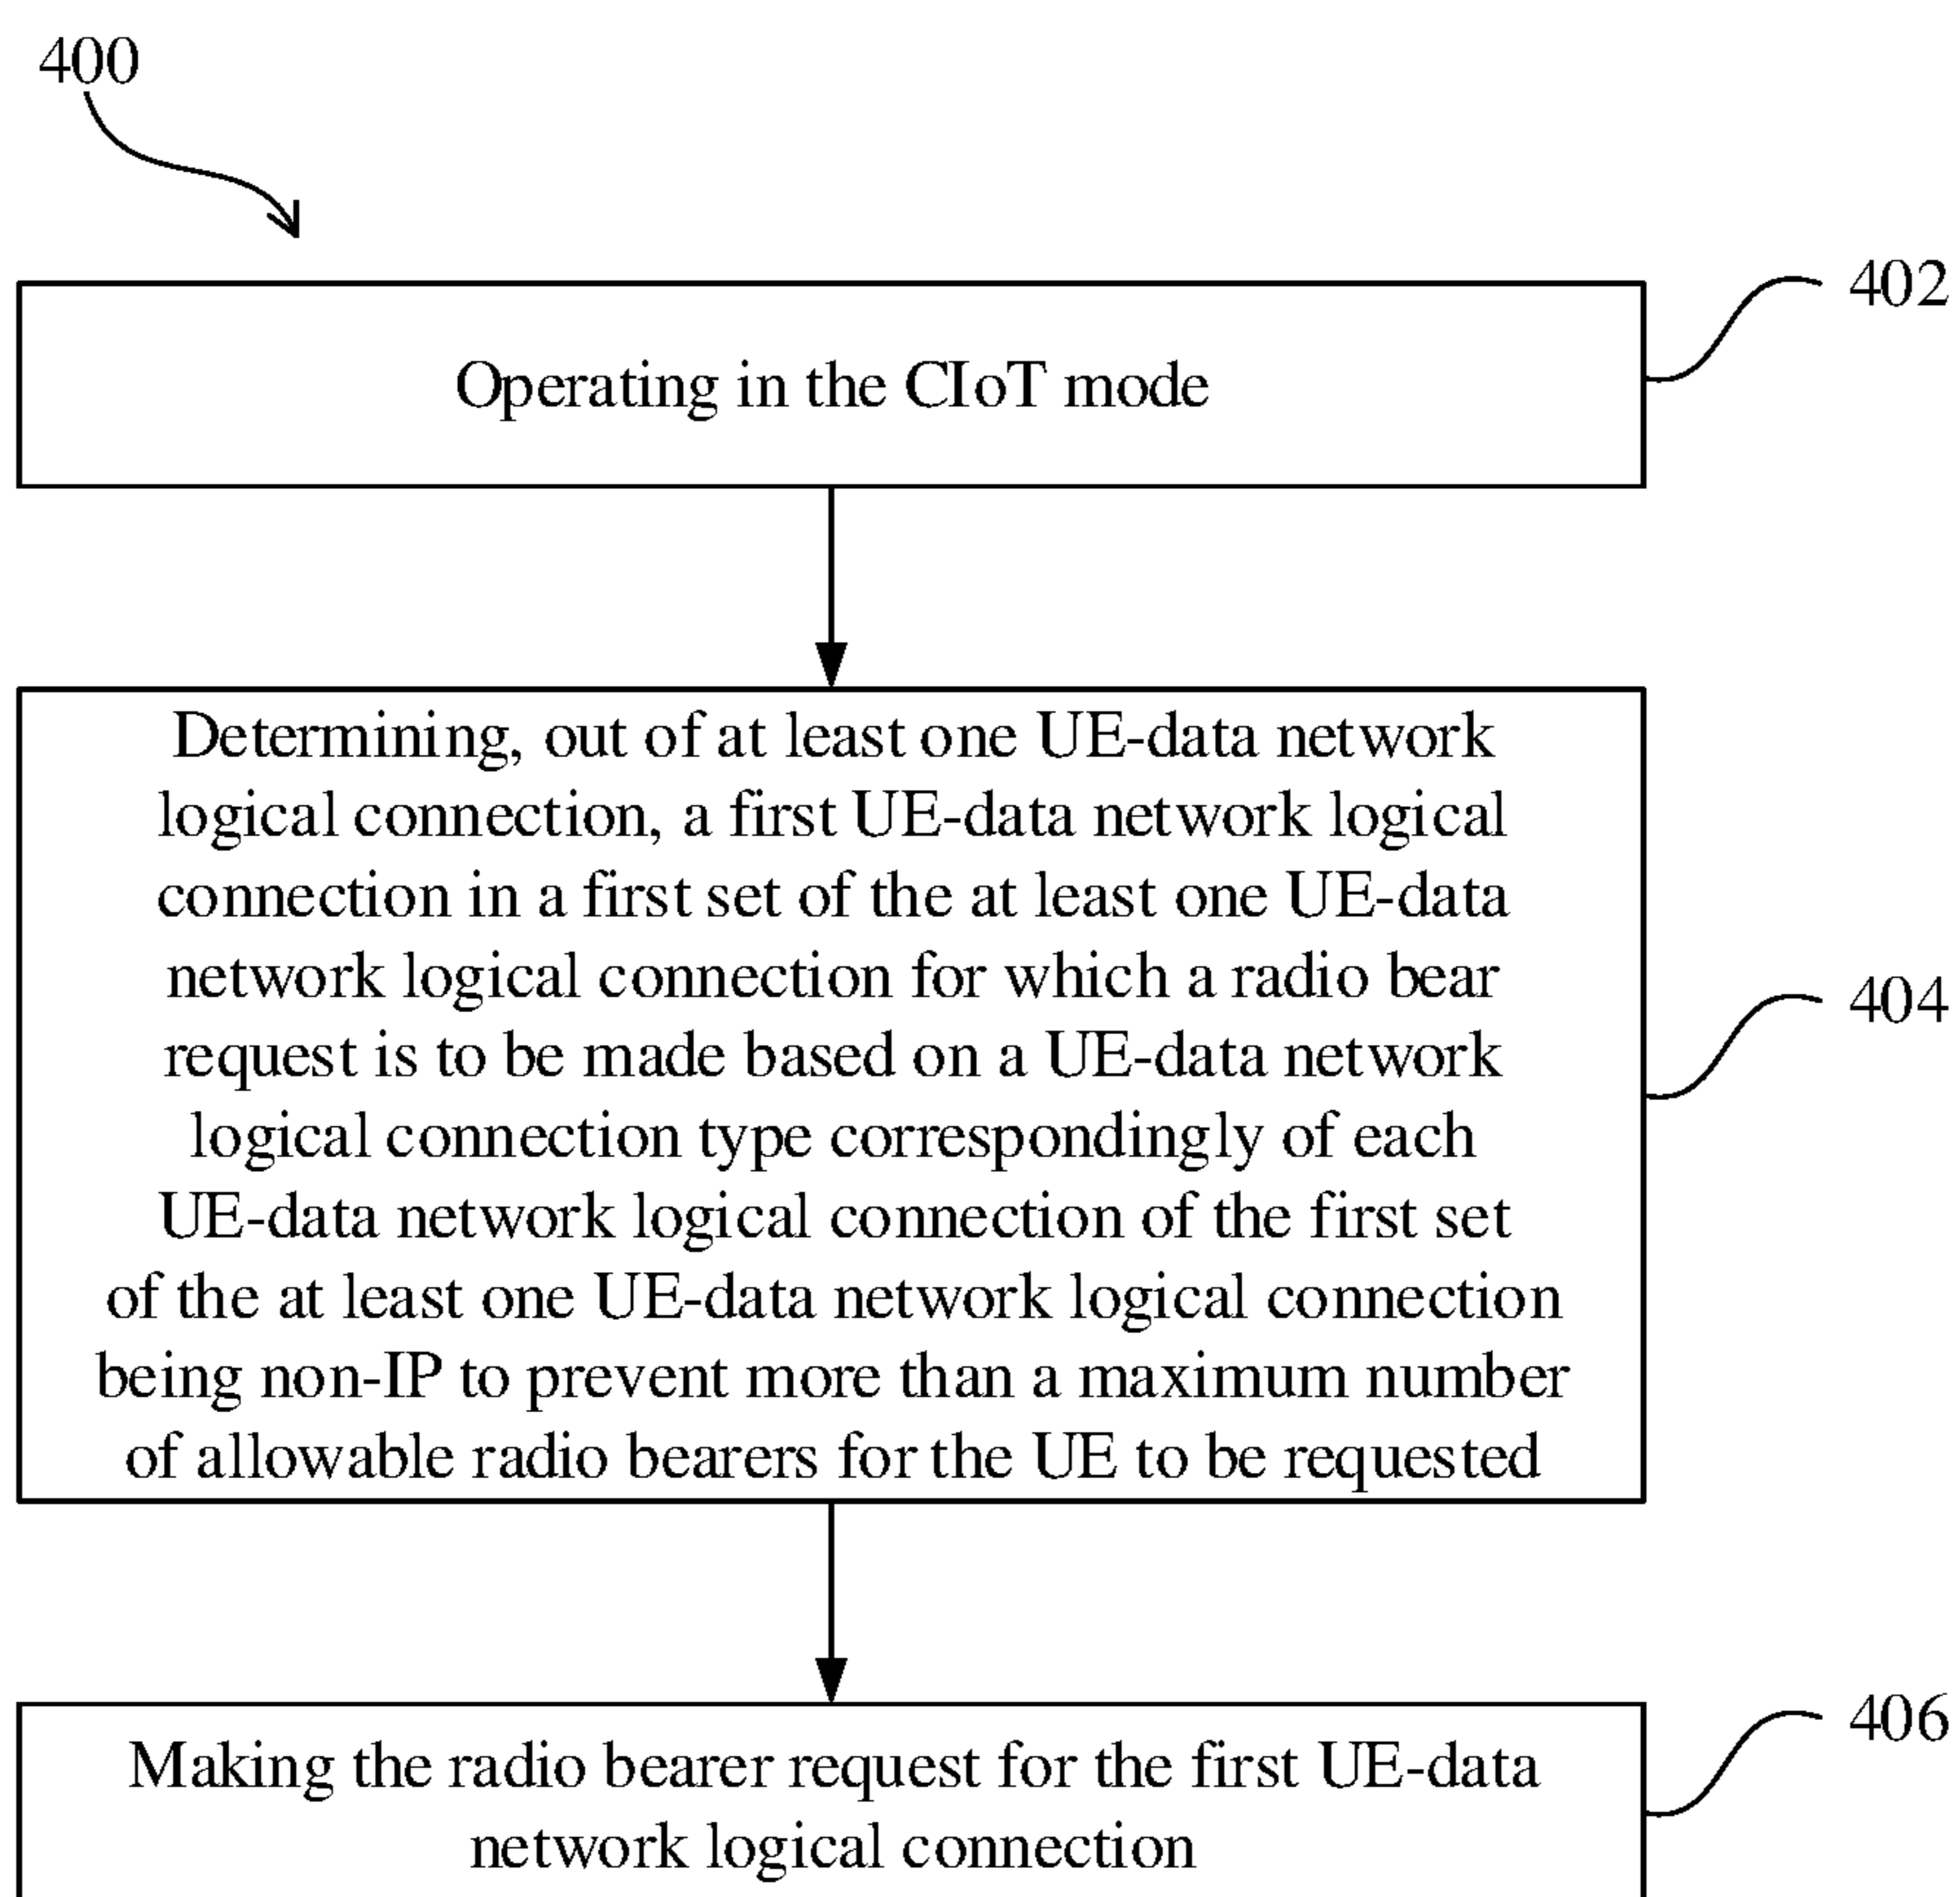 400
402
Operating in the CIoT mode
Determining, out of at least one UE-data network
logical connection, a first UE-data network logical
connection in a first set of the at least one UE-data
network logical connection for which a radio bear
request is to be made based on a UE-data network
logical connection type correspondingly of each
UE-data network logical connection of the first set
of the at least one UE-data network logical connection
being non-IP to prevent more than a maximum number
of allowable radio bearers for the UE to be requested
404
406
Making the radio bearer request for the first UE-data
network logical connection